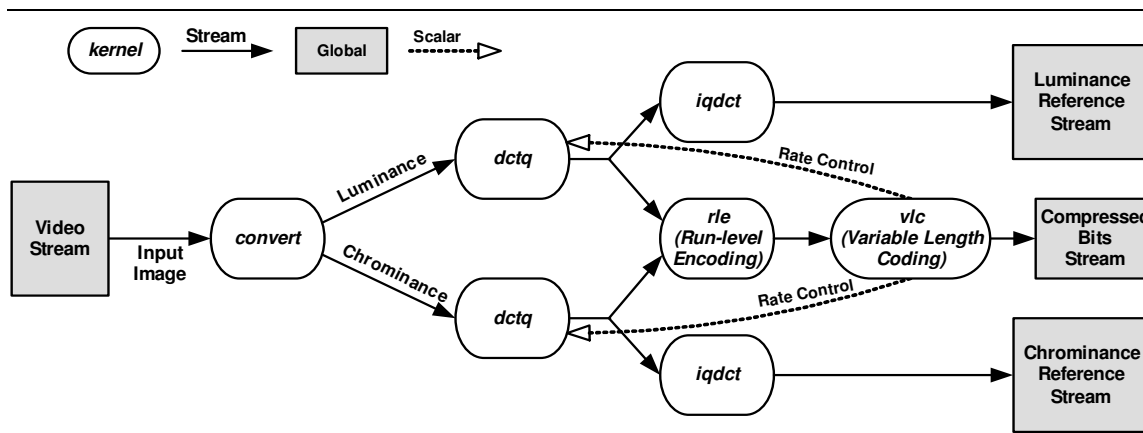 kernel
Stream
Global
Scalar
Video
Stream
Input
Image
convert
Luminance
Chrominance
dctq
dctq
iqdct
rle
(Run-level
Encoding)
iqdct
Rate Control
vlc
(Variable Length
Coding)
Rate Control
Luminance
Reference
Stream
Compressed
Bits
Stream
Chrominance
Reference
Stream